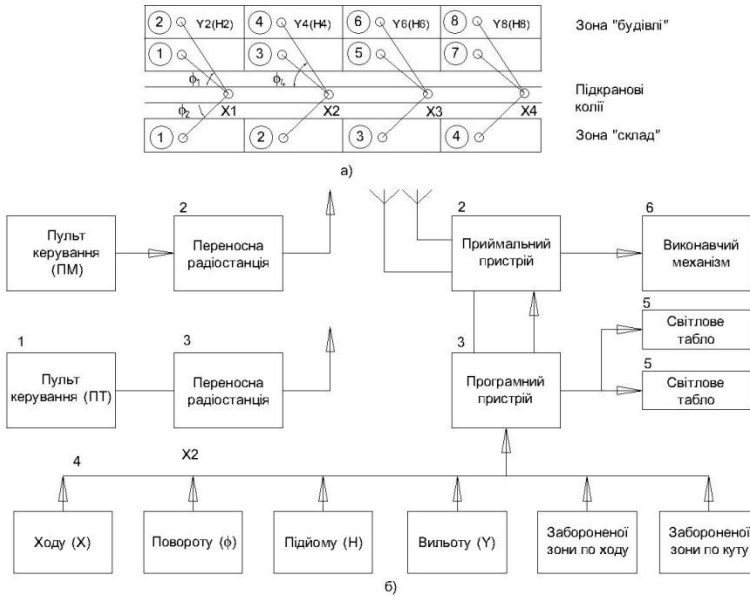 2 Y2(H2) 4 Y4(H4) 6 Y6(H6) 8 Y8(H8) Зона "будівлі"
1 3 5 7
ϕ1 ϕ4
X1 X2 X3 X4 Підкранові
колії
ϕ2
1 2 3 4 Зона "склад"
а)
2 2 6
Пульт
керування
(ПМ)
Переносна
радіостанція
Приймальний
пристрій
Виконавчий
механізм
1 3 3 5
Пульт
керування (ПТ)
Переносна
радіостанція
Програмний
пристрій
Світлове
табло
5
Світлове
табло
4 X2
Ходу (X)
Повороту (ϕ)
Підйому (H)
Вильоту (Y)
Забороненої
зони по ходу
Забороненої
зони по куту
б)